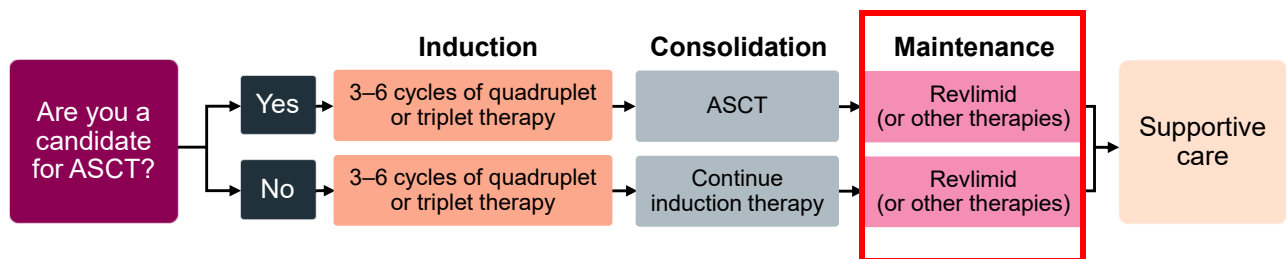 Induction
Consolidation
Maintenance
Are you a
candidate
for ASCT?
Yes
3–6 cycles of quadruplet
or triplet therapy
ASCT
Revlimid
(or other therapies)
No
3–6 cycles of quadruplet
or triplet therapy
Continue
induction therapy
Revlimid
(or other therapies)
Supportive
care